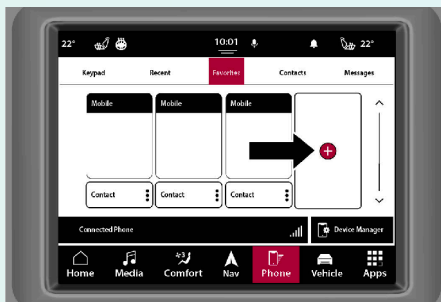 22° 10:01 22°
Keypad Recent Favorites Contacts Messages
Mobile Mobile Mobile
Contact Contact Contact
Connected Phone Device Manager
Home Media Comfort Nav Phone Vehicle Apps